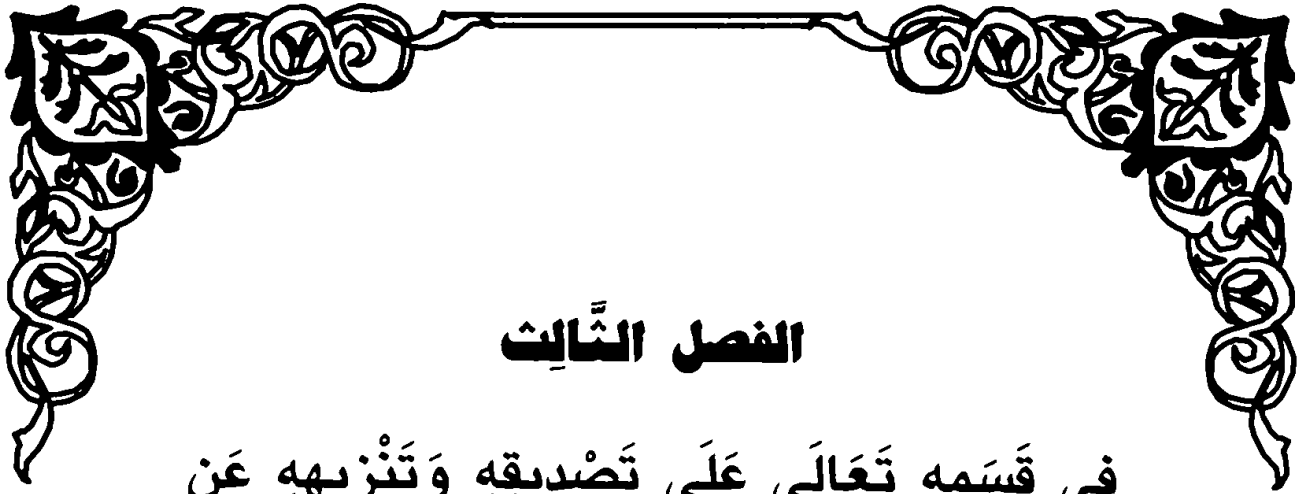 الفصل الثَّالِث
فِي قَسَمِهِ تَعَالَى عَلَى تَصْدِيقِهِ وَتَنْزِيهِهِ عَنِ